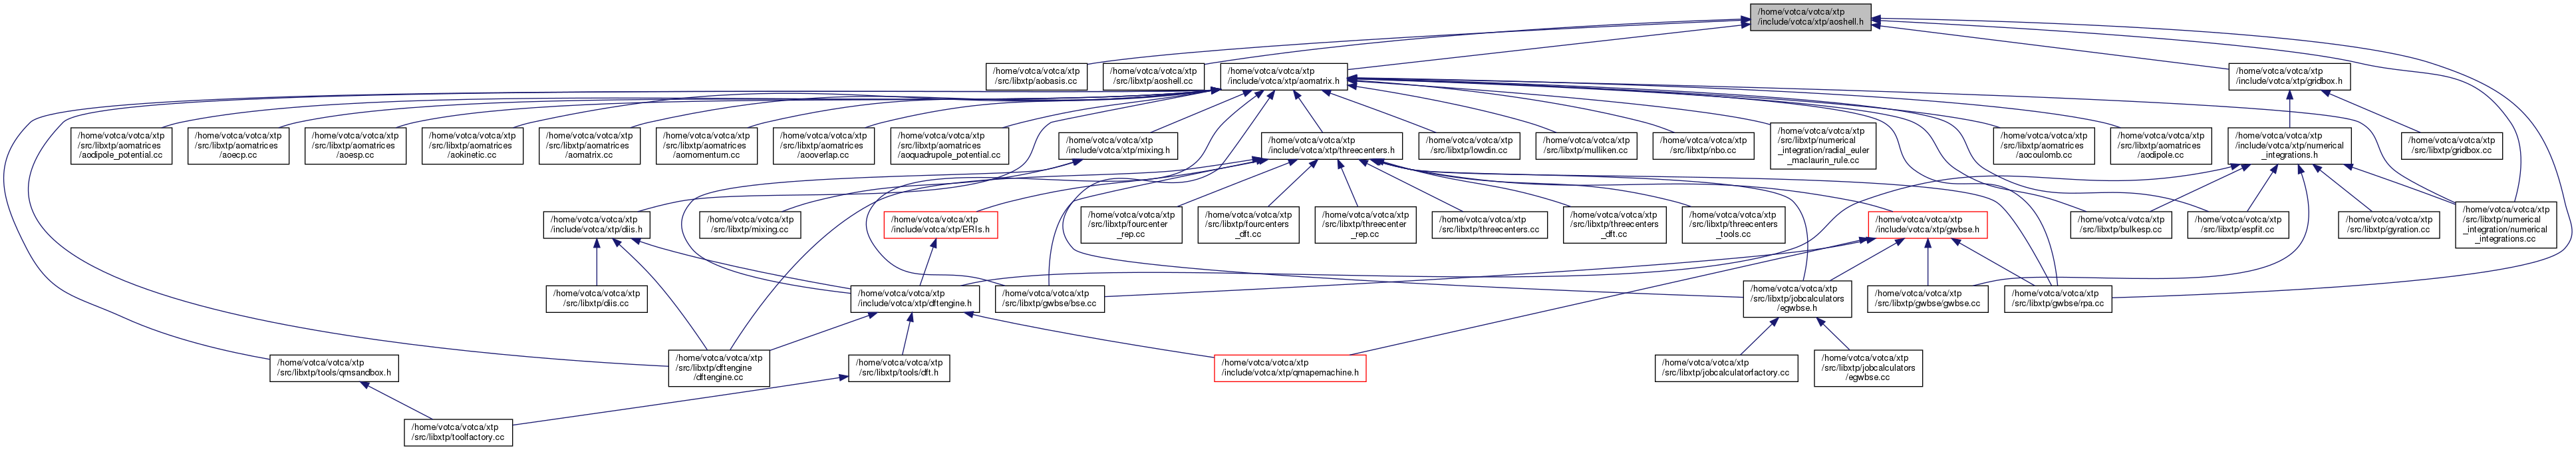 /home/votca/votca/xtp
/include/votca/xtp/aoshell.h
/home/votca/votca/xtp
/src/libxtp/aobasis.cc
/home/votca/votca/xtp
/src/libxtp/aoshell.cc
/home/votca/votca/xtp
/include/votca/xtp/aomatrix.h
/home/votca/votca/xtp
/include/votca/xtp/gridbox.h
/home/votca/votca/xtp
/src/libxtp/aomatrices
/aodipole_potential.cc
/home/votca/votca/xtp
/src/libxtp/aomatrices
/aoecp.cc
/home/votca/votca/xtp
/src/libxtp/aomatrices
/aoesp.cc
/home/votca/votca/xtp
/src/libxtp/aomatrices
/aokinetic.cc
/home/votca/votca/xtp
/src/libxtp/aomatrices
/aomatrix.cc
/home/votca/votca/xtp
/src/libxtp/aomatrices
/aomomentum.cc
/home/votca/votca/xtp
/src/libxtp/aomatrices
/aooverlap.cc
/home/votca/votca/xtp
/src/libxtp/aomatrices
/aoquadrupole_potential.cc
/home/votca/votca/xtp
/include/votca/xtp/mixing.h
/home/votca/votca/xtp
/include/votca/xtp/threecenters.h
/home/votca/votca/xtp
/src/libxtp/lowdin.cc
/home/votca/votca/xtp
/src/libxtp/mulliken.cc
/home/votca/votca/xtp
/src/libxtp/nbo.cc
/home/votca/votca/xtp
/src/libxtp/numerical
_integration/radial_euler
_maclaurin_rule.cc
/home/votca/votca/xtp
/src/libxtp/aomatrices
/aocoulomb.cc
/home/votca/votca/xtp
/src/libxtp/aomatrices
/aodipole.cc
/home/votca/votca/xtp
/include/votca/xtp/numerical
_integrations.h
/home/votca/votca/xtp
/src/libxtp/gridbox.cc
/home/votca/votca/xtp
/include/votca/xtp/diis.h
/home/votca/votca/xtp
/src/libxtp/mixing.cc
/home/votca/votca/xtp
/include/votca/xtp/ERIs.h
/home/votca/votca/xtp
/src/libxtp/fourcenter
_rep.cc
/home/votca/votca/xtp
/src/libxtp/fourcenters
_dft.cc
/home/votca/votca/xtp
/src/libxtp/threecenter
_rep.cc
/home/votca/votca/xtp
/src/libxtp/threecenters.cc
/home/votca/votca/xtp
/src/libxtp/threecenters
_dft.cc
/home/votca/votca/xtp
/src/libxtp/threecenters
_tools.cc
/home/votca/votca/xtp
/include/votca/xtp/gwbse.h
/home/votca/votca/xtp
/src/libxtp/bulkesp.cc
/home/votca/votca/xtp
/src/libxtp/espfit.cc
/home/votca/votca/xtp
/src/libxtp/gyration.cc
/home/votca/votca/xtp
/src/libxtp/numerical
_integration/numerical
_integrations.cc
/home/votca/votca/xtp
/src/libxtp/diis.cc
/home/votca/votca/xtp
/include/votca/xtp/dftengine.h
/home/votca/votca/xtp
/src/libxtp/gwbse/bse.cc
/home/votca/votca/xtp
/src/libxtp/jobcalculators
/egwbse.h
/home/votca/votca/xtp
/src/libxtp/gwbse/gwbse.cc
/home/votca/votca/xtp
/src/libxtp/gwbse/rpa.cc
/home/votca/votca/xtp
/src/libxtp/tools/qmsandbox.h
/home/votca/votca/xtp
/src/libxtp/dftengine
/dftengine.cc
/home/votca/votca/xtp
/src/libxtp/tools/dft.h
/home/votca/votca/xtp
/include/votca/xtp/qmapemachine.h
/home/votca/votca/xtp
/src/libxtp/jobcalculatorfactory.cc
/home/votca/votca/xtp
/src/libxtp/jobcalculators
/egwbse.cc
/home/votca/votca/xtp
/src/libxtp/toolfactory.cc